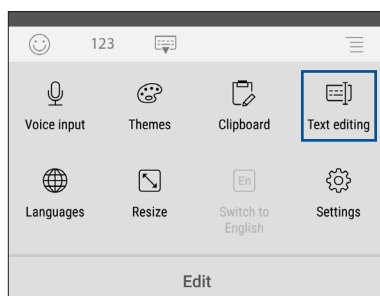 123
Voice input Themes Clipboard Text editing
En
Languages Resize Switch to English Settings
Edit